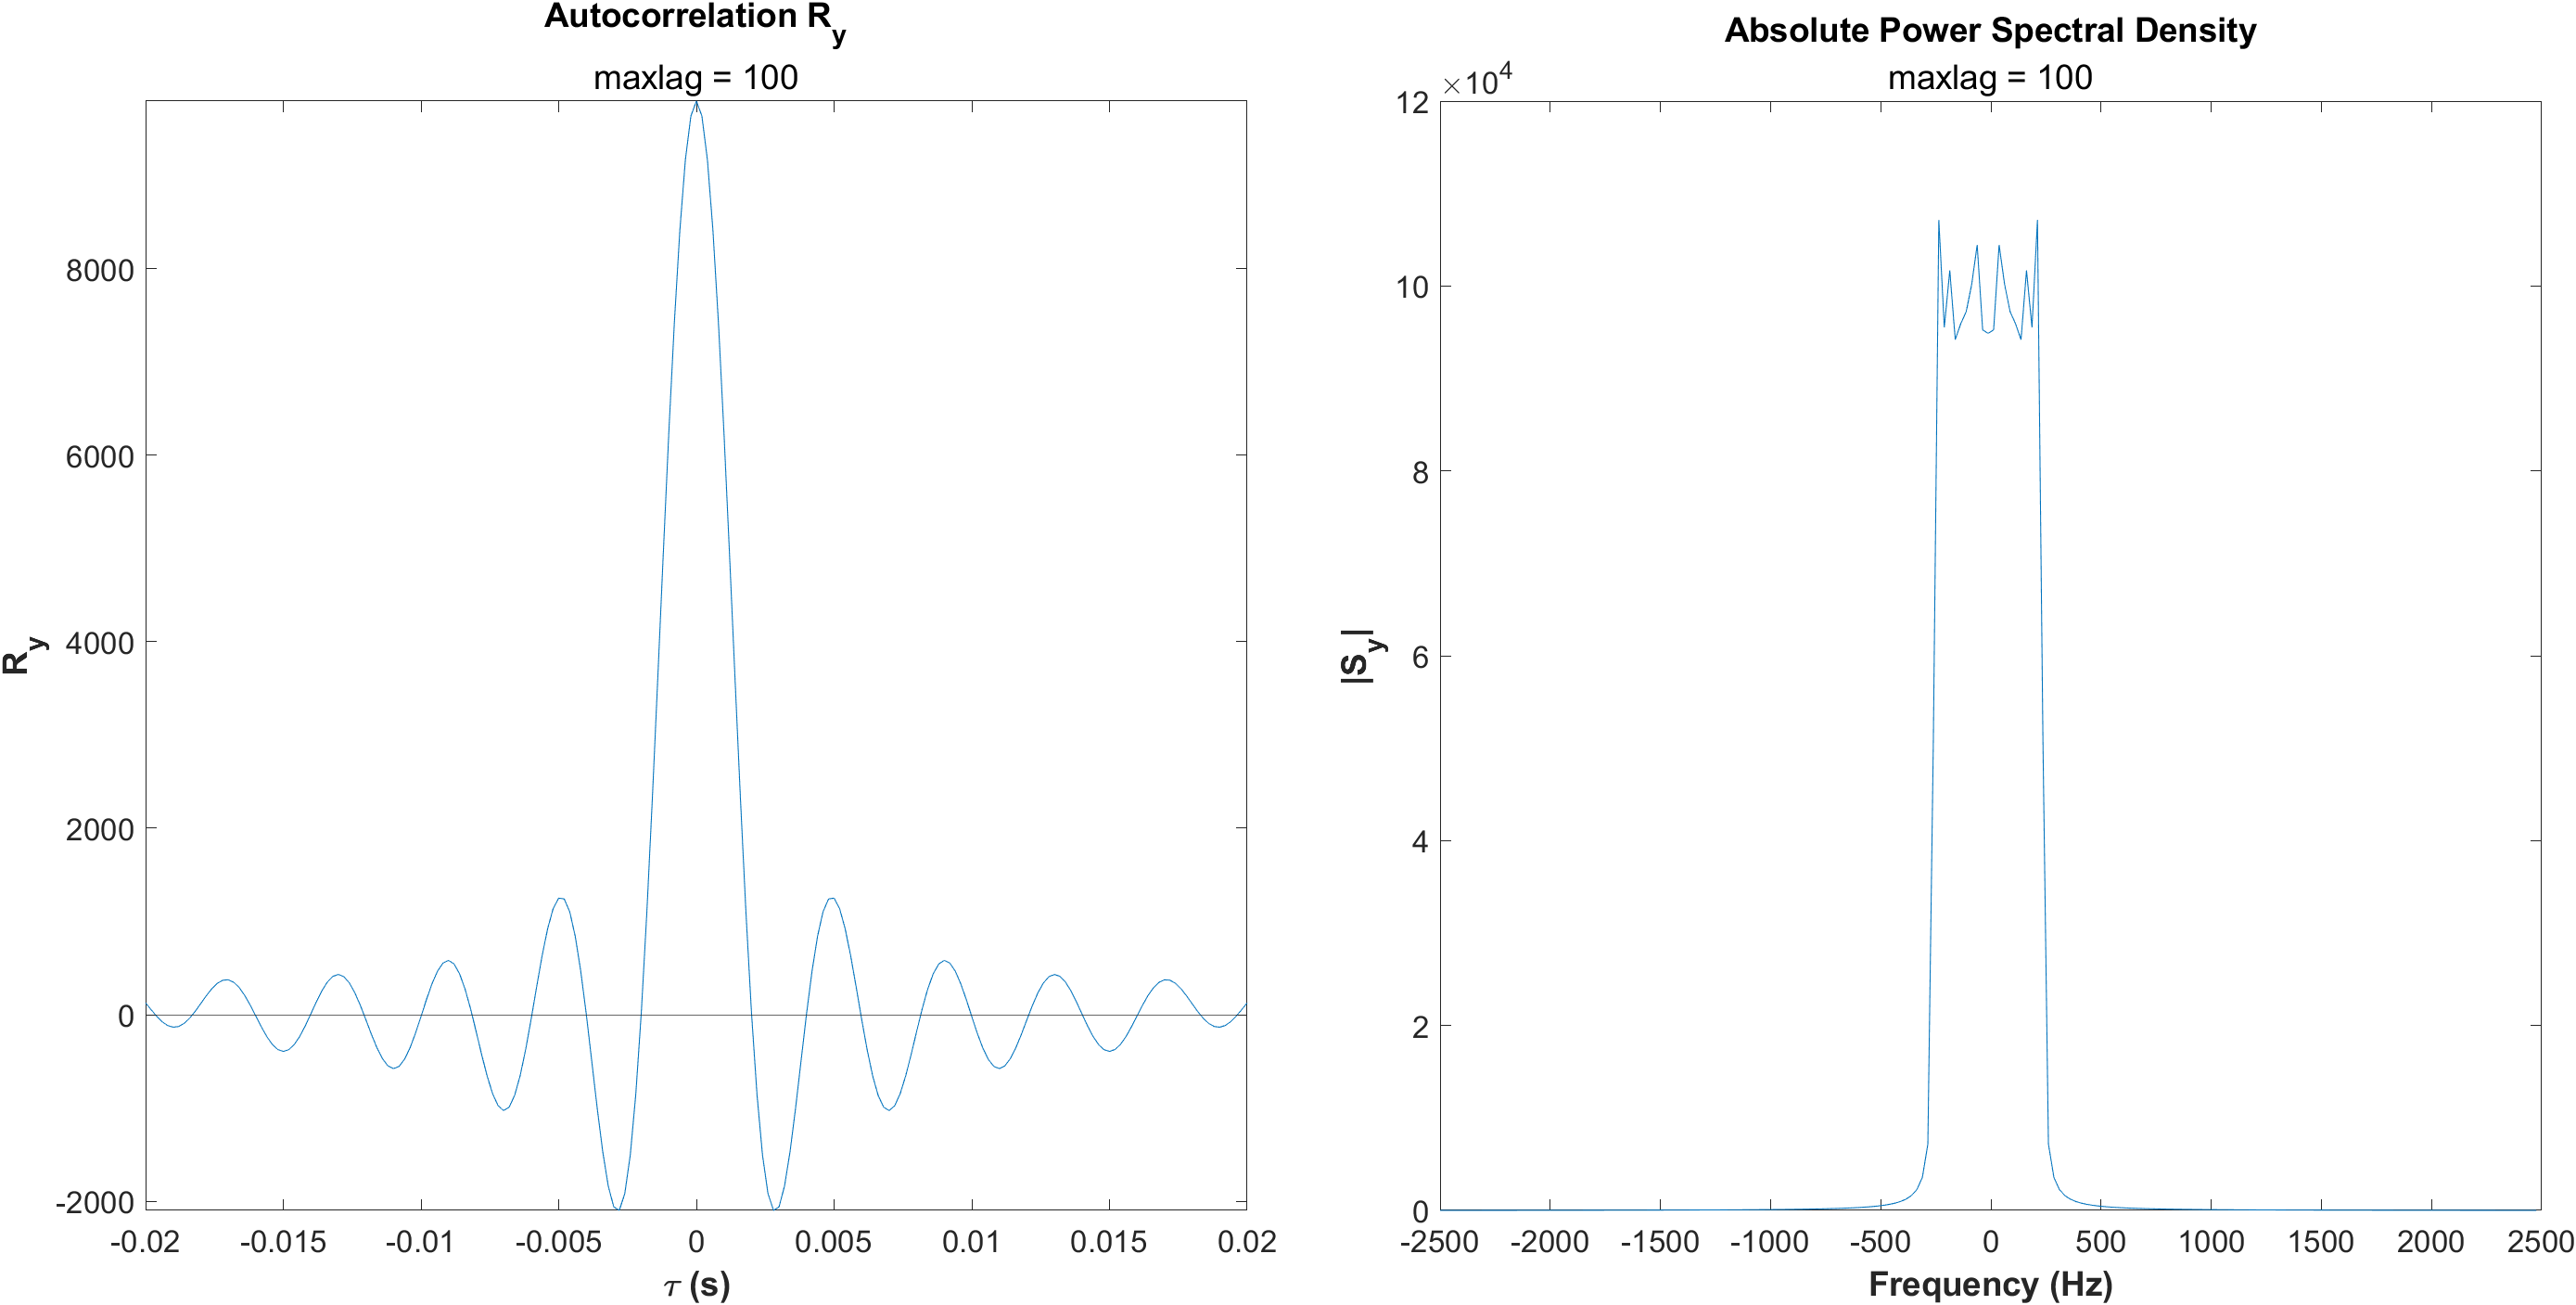 Autocorrelation R_y
maxlag = 100
R_y
8000
6000
4000
2000
0
-2000
-0.02 -0.015 -0.01 -0.005 0 0.005 0.01 0.015 0.02
τ (s)
Absolute Power Spectral Density
maxlag = 100
×10^4
|S_y|
12
10
8
6
4
2
0
-2500 -2000 -1500 -1000 -500 0 500 1000 1500 2000 2500
Frequency (Hz)